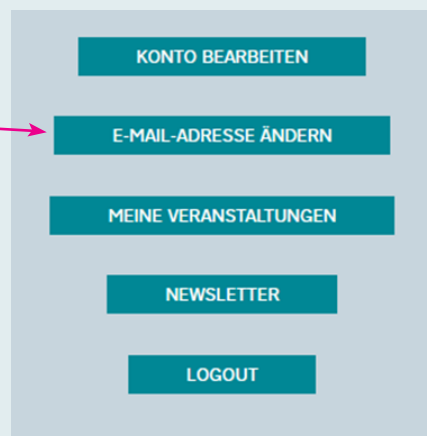 KONTO BEARBEITEN
E-MAIL-ADRESSE ÄNDERN
MEINE VERANSTALTUNGEN
NEWSLETTER
LOGOUT